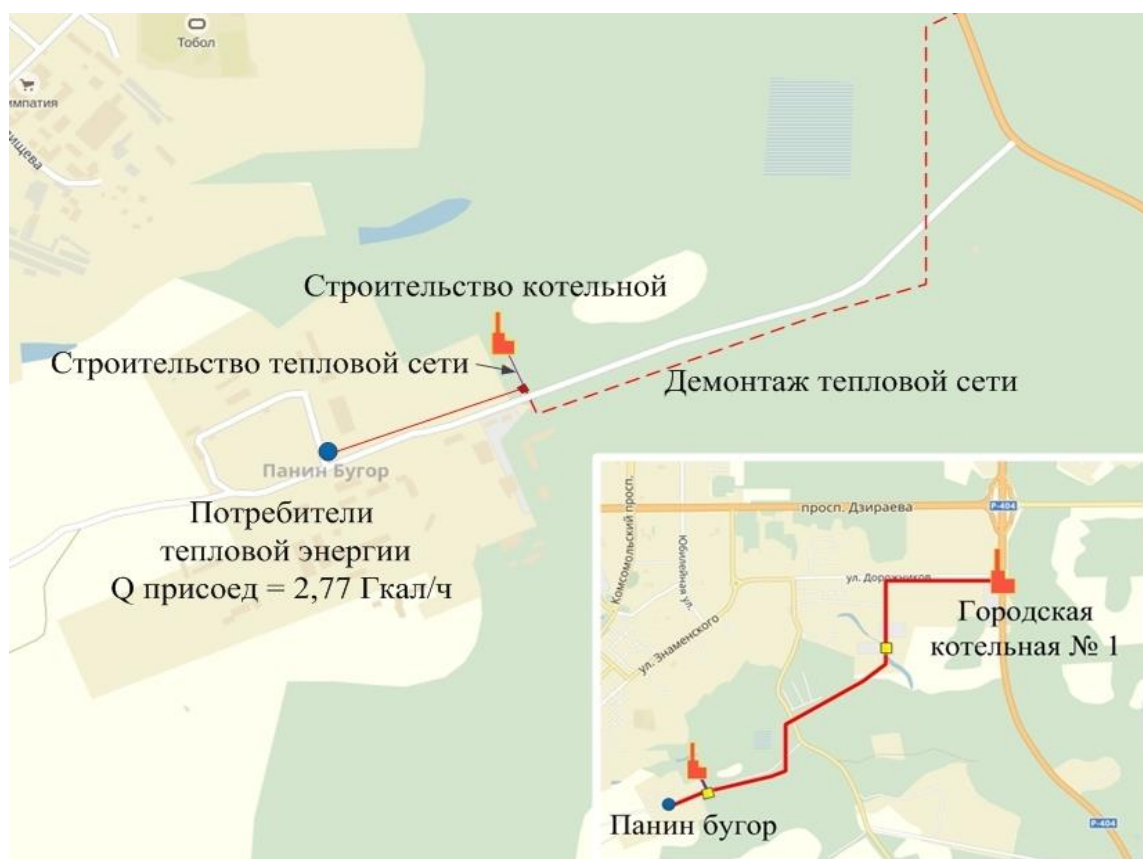 Тобол
импатия
ищева
Строительство котельной
Строительство тепловой сети
Демонтаж тепловой сети
Панин Бугор
Потребители
тепловой энергии
Q присоед = 2,77 Гкал/ч
просп. Дзираева
Р-404
Комсомольский просп.
Юбилейная ул.
ул. Дорожников
ул. Знаменского
Городская
котельная № 1
Панин бугор
Р-404